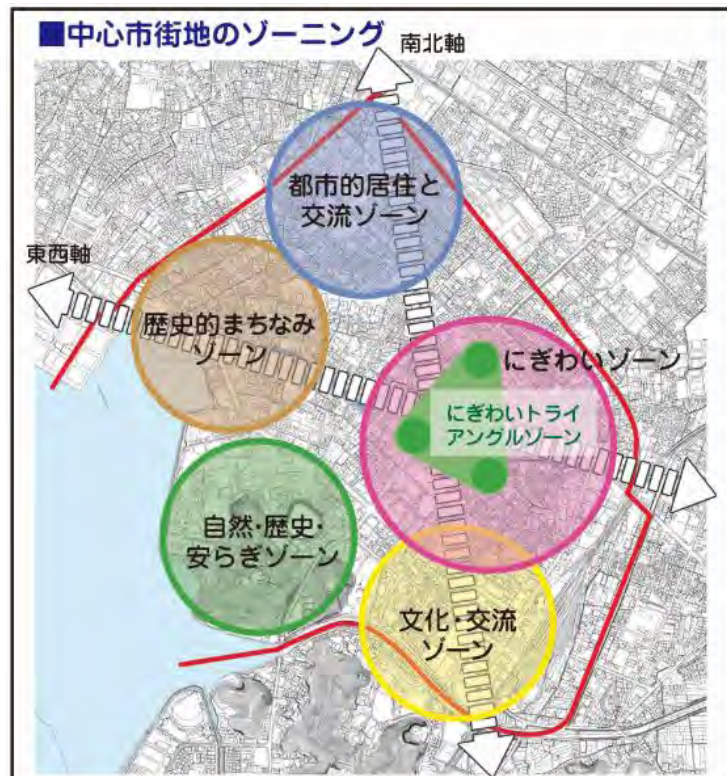 ■中心市街地のゾーニング
南北軸
都市的居住と
交流ゾーン
東西軸
歴史的まちなみ
ゾーン
にぎわいゾーン
にぎわいトライ
アングルゾーン
自然・歴史・
安らぎゾーン
文化・交流
ゾーン